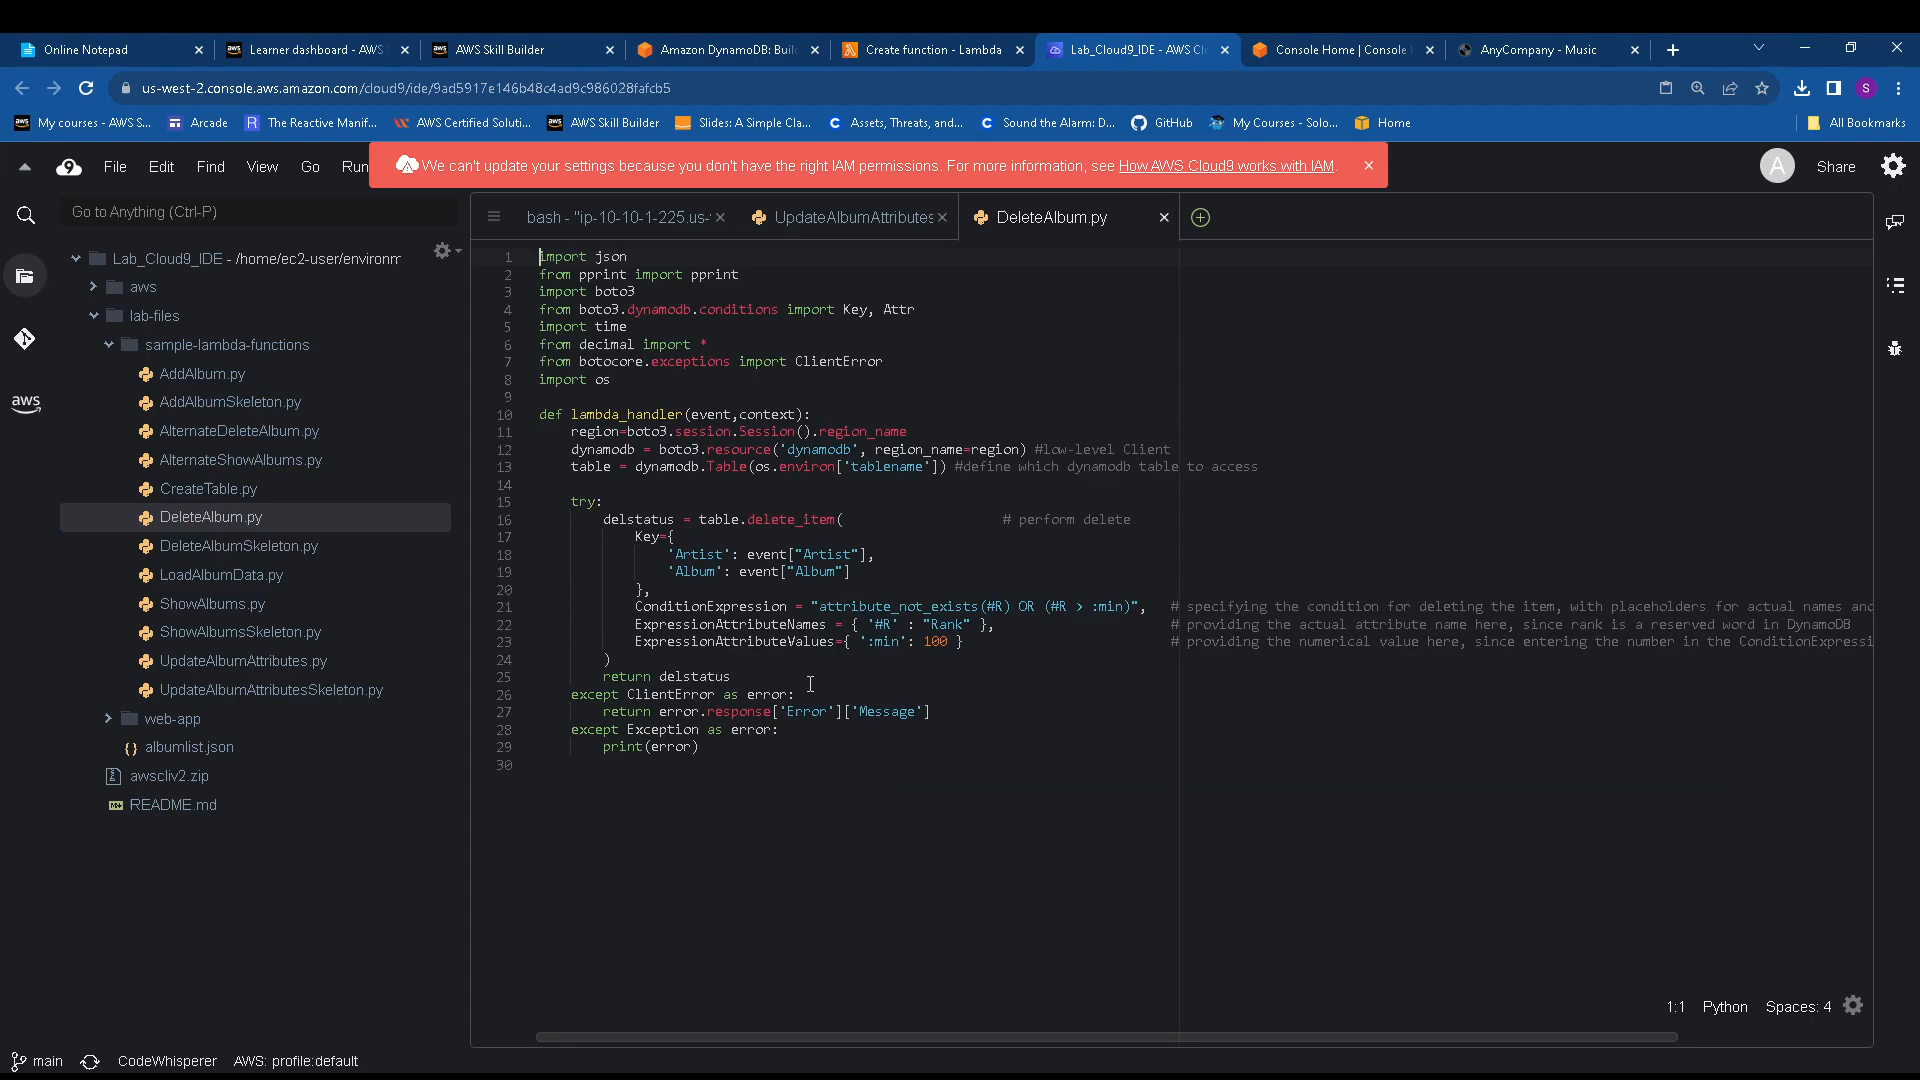 Online Notepad
Learner dashboard - AWS
AWS Skill Builder
Amazon DynamoDB: Buil
Create function - Lambda
Lab_Cloud9_IDE - AWS Cl
Console Home | Console
AnyCompany - Music
us-west-2.console.aws.amazon.com/cloud9/ide/9ad5917e146b48c4ad9c986028fafcb5
S
My courses - AWS S...
Arcade
R The Reactive Manif...
AWS Certified Soluti...
AWS Skill Builder
Slides: A Simple Cla...
Assets, Threats, and...
Sound the Alarm: D...
GitHub
My Courses - Solo...
Home
All Bookmarks
9 File Edit Find View Go Run
We can't update your settings because you don't have the right IAM permissions. For more information, see How AWS Cloud9 works with IAM.
A Share
Go to Anything (Ctrl-P)
bash - "ip-10-10-1-225.us-
UpdateAlbumAttributes
DeleteAlbum.py
Lab_Cloud9_IDE - /home/ec2-user/environm
aws
lab-files
sample-lambda-functions
AddAlbum.py
AddAlbumSkeleton.py
AlternateDeleteAlbum.py
AlternateShowAlbums.py
CreateTable.py
DeleteAlbum.py
DeleteAlbumSkeleton.py
LoadAlbumData.py
ShowAlbums.py
ShowAlbumsSkeleton.py
UpdateAlbumAttributes.py
UpdateAlbumAttributesSkeleton.py
web-app
{} albumlist.json
awscliv2.zip
README.md
aws
1 import json
2 from pprint import pprint
3 import boto3
4 from boto3.dynamodb.conditions import Key, Attr
5 import time
6 from decimal import *
7 from botocore.exceptions import ClientError
8 import os
9
10 def lambda_handler(event,context):
11 region=boto3.session.Session().region_name
12 dynamodb = boto3.resource('dynamodb', region_name=region) #low-level Client
13 table = dynamodb.Table(os.environ['tablename']) #define which dynamodb table to access
14
15 try:
16 delstatus = table.delete_item( # perform delete
17 Key={
18 'Artist': event["Artist"],
19 'Album': event["Album"]
20 },
21 ConditionExpression = "attribute_not_exists(#R) OR (#R > :min)", # specifying the condition for deleting the item, with placeholders for actual names and
22 ExpressionAttributeNames = { '#R' : "Rank" }, # providing the actual attribute name here, since rank is a reserved word in DynamoDB
23 ExpressionAttributeValues={ ':min': 100 } # providing the numerical value here, since entering the number in the ConditionExpressi
24 )
25 return delstatus
26 except ClientError as error:
27 return error.response['Error']['Message']
28 except Exception as error:
29 print(error)
30
1:1 Python Spaces: 4
main CodeWhisperer AWS: profile:default